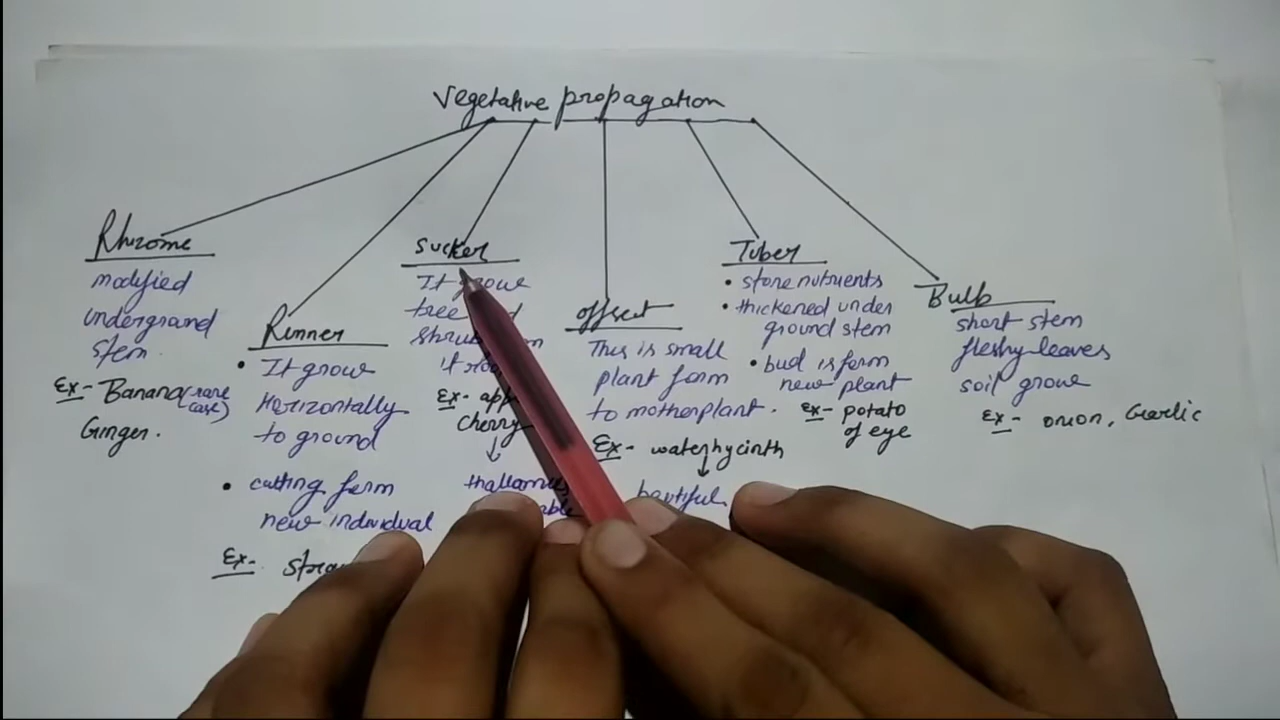 Vegetative propagation
Rhizome
modified
underground
stem
Ex- Banana (rare case)
Ginger.
Runner
• It grow
Horizontally
to ground
• cutting form
new individual
Ex-
Sucker
It grow
tree
shrub
it
Ex-
Cherry
↓
offset
This is small
plant form
to motherplant.
Ex- waterhycinth
↓
beutiful
Tuber
• store nutrients
• thickened under
ground stem
• bud is form
new plant
Ex- potato
of eye
Bulb
short stem
fleshy leaves
soil grow
Ex- onion, Garlic